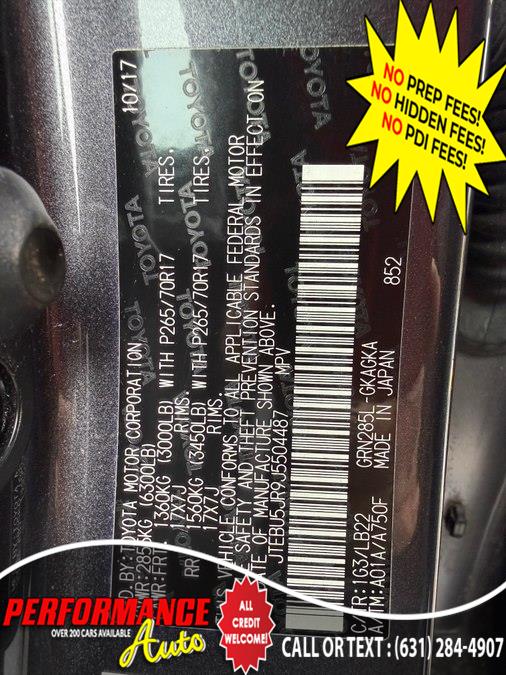 NO PREP FEES!
NO HIDDEN FEES!
NO PDI FEES!
10/17
D.BY:TOYOTA MOTOR CORPORATION
(6300LB)
1360KG (3000LB) WITH P265/70R17 TIRES,
17X7J RIMS,
RR 1560KG (3450LB) WITH P265/70R17 TIRES,
17X7J RIMS,
VEHICLE CONFORMS TO ALL APPLICABLE FEDERAL MOTOR
SAFETY AND THEFT PREVENTION STANDARDS IN EFFECT ON
DATE OF MANUFACTURE SHOWN ABOVE.
JTEBU5JR9J5504487 MPV
852
C/TR:1G3/LB22 GRN285L-GKAGKA
A/TM:A01A/A750F MADE IN JAPAN
TOYOTA
PERFORMANCE
Auto
OVER 200 CARS AVAILABLE
ALL
CREDIT
WELCOME!
CALL OR TEXT : (631) 284-4907